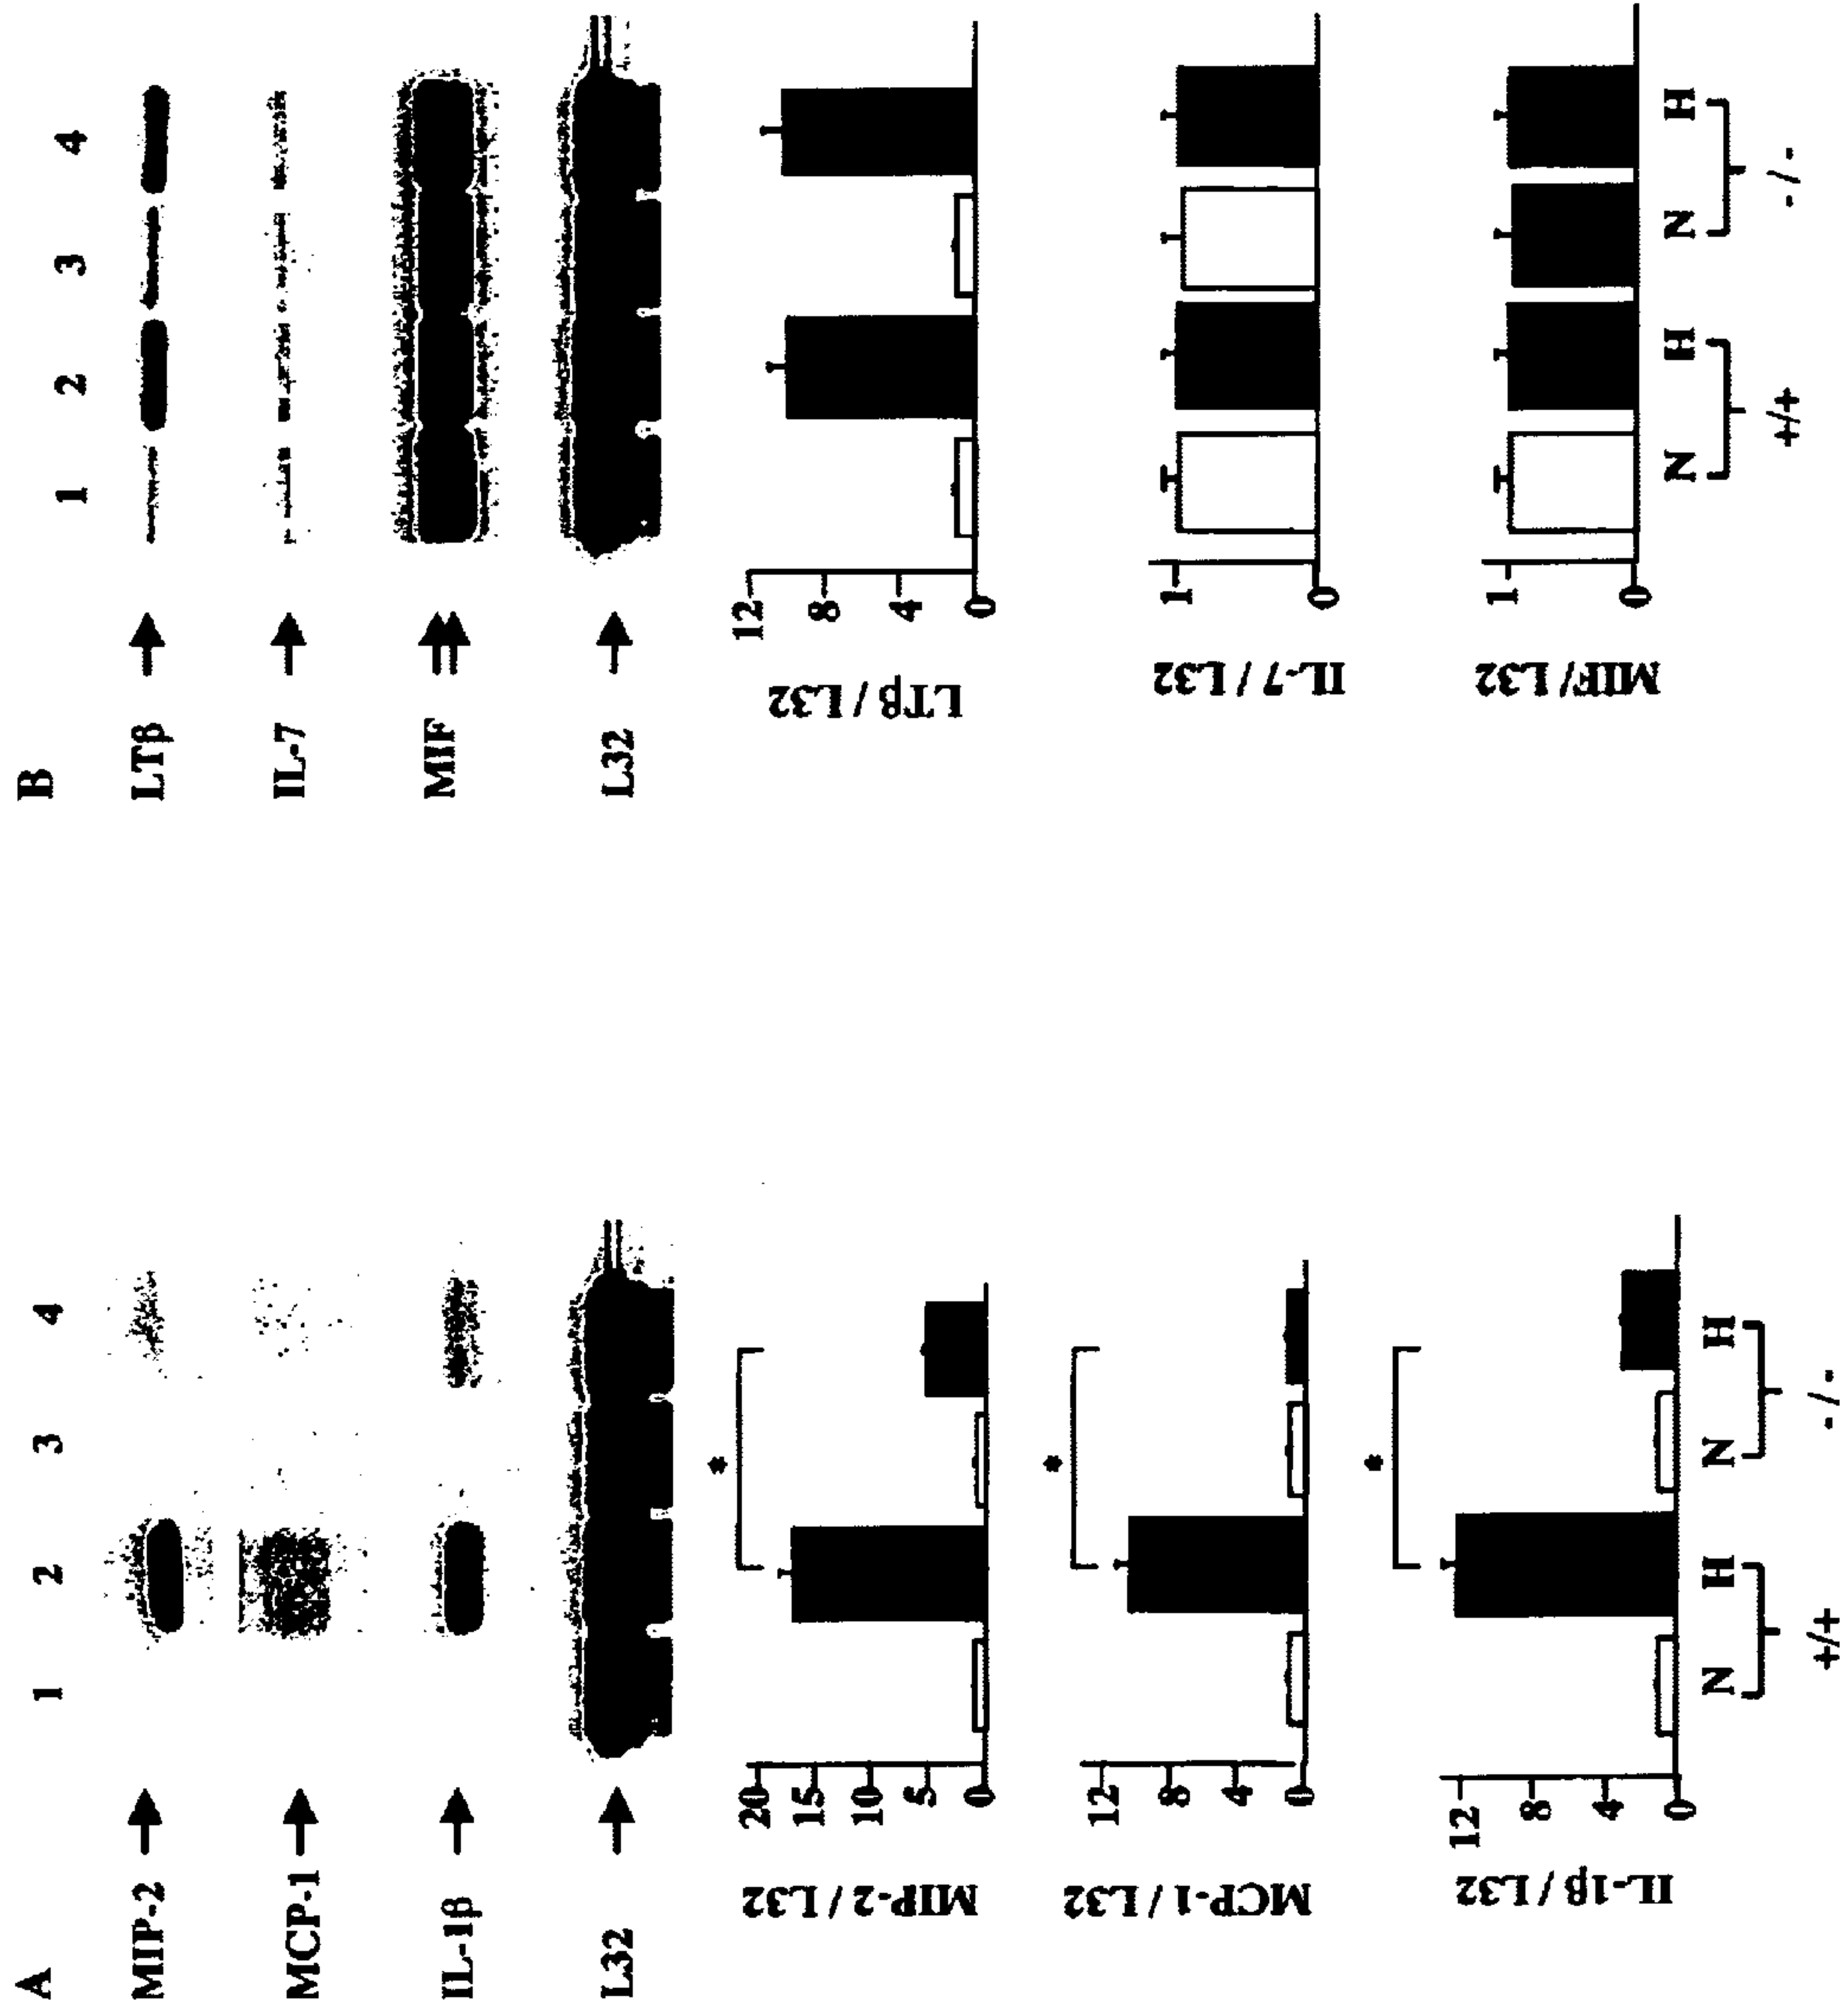 A
1 2 3 4
MIP-2
MCP-1
IL-1β
L32
MIP-2 / L32
20
15
10
5
0
*
MCP-1 / L32
12
8
4
0
*
IL-1β / L32
12
8
4
0
*
N H N H
+/+ - / -
B
1 2 3 4
LTβ
IL-7
MIF
L32
LTβ / L32
12
8
4
0
IL-7 / L32
1
0
MIF/ L32
1
0
N H N H
+/+ - / -